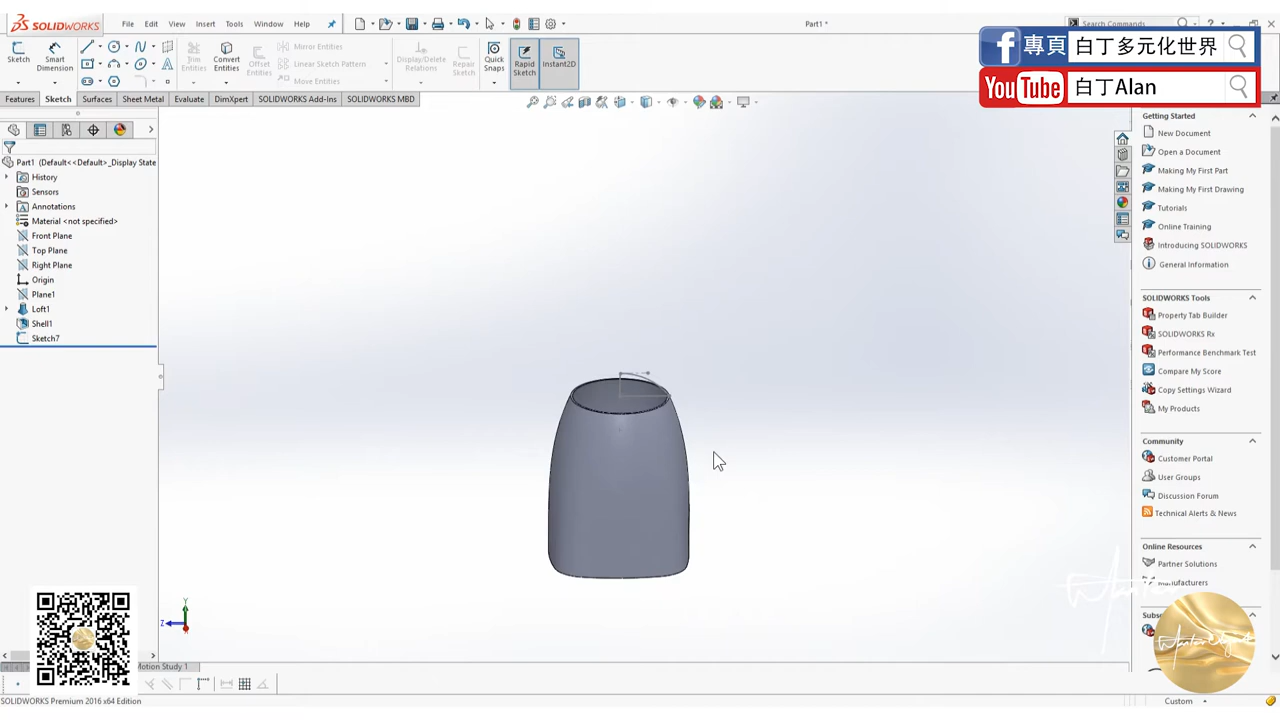 SOLIDWORKS
File Edit View Insert Tools Window Help
Part1 *
Search Commands
專頁 白丁多元化世界
YouTube 白丁Alan
Sketch
Smart Dimension
Trim Entities
Convert Entities
Offset Entities
Mirror Entities
Linear Sketch Pattern
Move Entities
Display/Delete Relations
Repair Sketch
Quick Snaps
Rapid Sketch
Instant2D
Features Sketch Surfaces Sheet Metal Evaluate DimXpert SOLIDWORKS Add-Ins SOLIDWORKS MBD
Part1 (Default<<Default>_Display State
History
Sensors
Annotations
Material <not specified>
Front Plane
Top Plane
Right Plane
Origin
Plane1
Loft1
Shell1
Sketch7
Y
Z
Getting Started
New Document
Open a Document
Making My First Part
Making My First Drawing
Tutorials
Online Training
Introducing SOLIDWORKS
General Information
SOLIDWORKS Tools
Property Tab Builder
SOLIDWORKS Rx
Performance Benchmark Test
Compare My Score
Copy Settings Wizard
My Products
Community
Customer Portal
User Groups
Discussion Forum
Technical Alerts & News
Online Resources
Partner Solutions
Manufacturers
Motion Study 1
SOLIDWORKS Premium 2016 x64 Edition
Custom